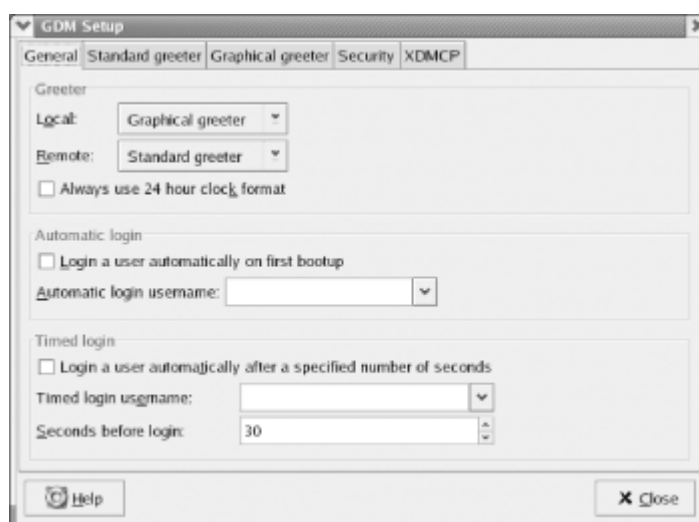 GDM Setup
General Standard greeter Graphical greeter Security XDMCP
Greeter
Local: Graphical greeter
Remote: Standard greeter
Always use 24 hour clock format
Automatic login
Login a user automatically on first bootup
Automatic login username:
Timed login
Login a user automatically after a specified number of seconds
Timed login username:
Seconds before login: 30
Help Close